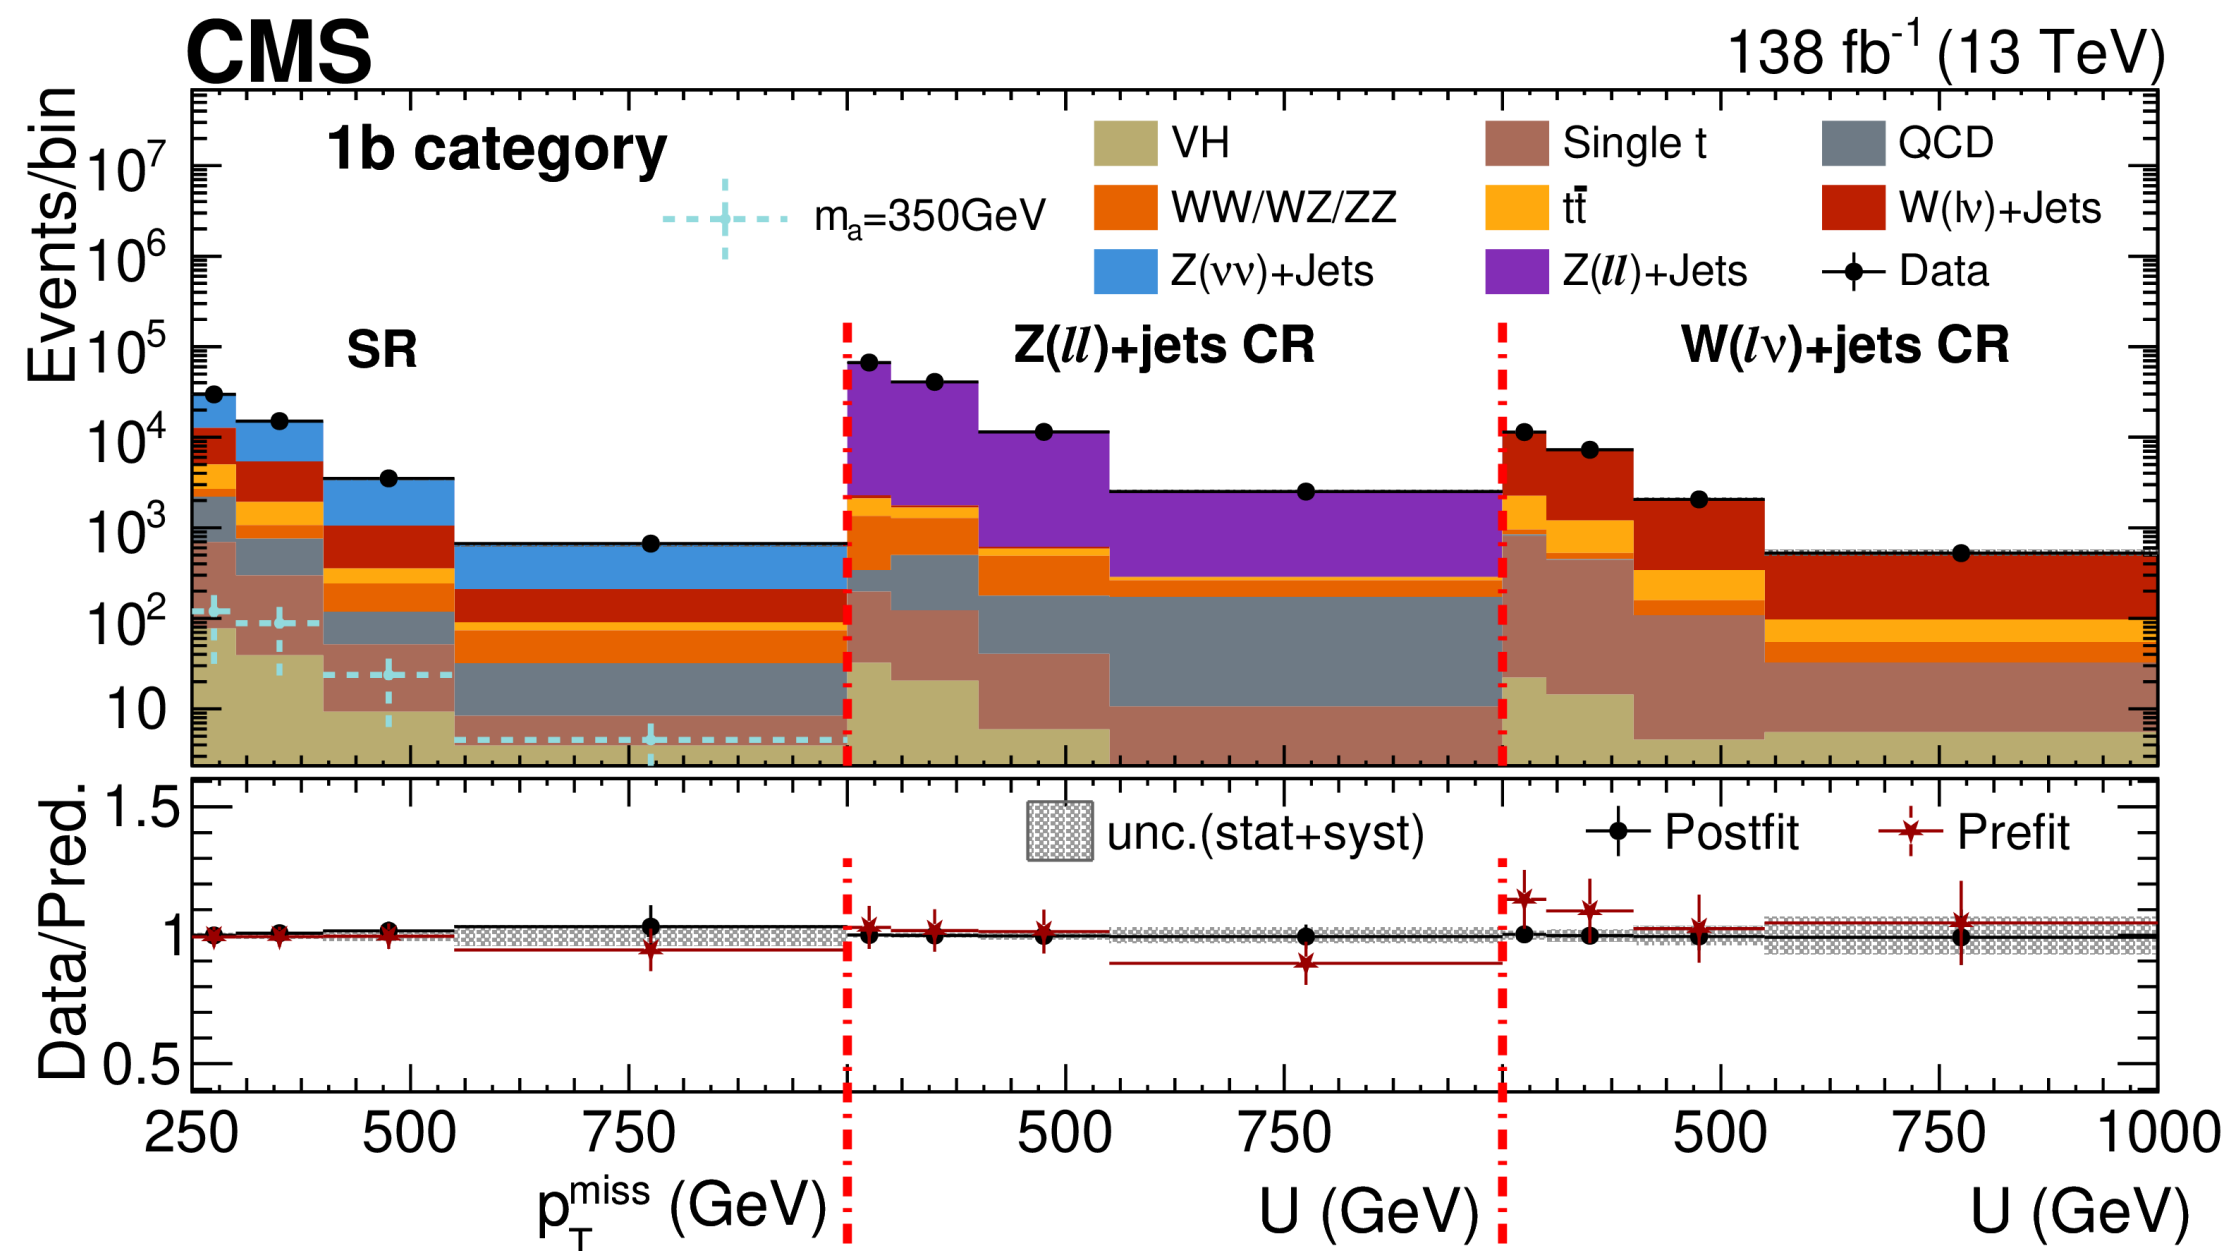 CMS
138 fb⁻¹ (13 TeV)
Events/bin
10⁷
10⁶
10⁵
10⁴
10³
10²
10
1b category
mₐ=350GeV
VH
Single t
QCD
WW/WZ/ZZ
tt̄
W(lν)+Jets
Z(νν)+Jets
Z(ll)+Jets
Data
SR
Z(ll)+jets CR
W(lν)+jets CR
Data/Pred.
1.5
1
0.5
unc.(stat+syst)
Postfit
Prefit
250 500 750 500 750 500 750 1000
p_T^miss (GeV)
U (GeV)
U (GeV)